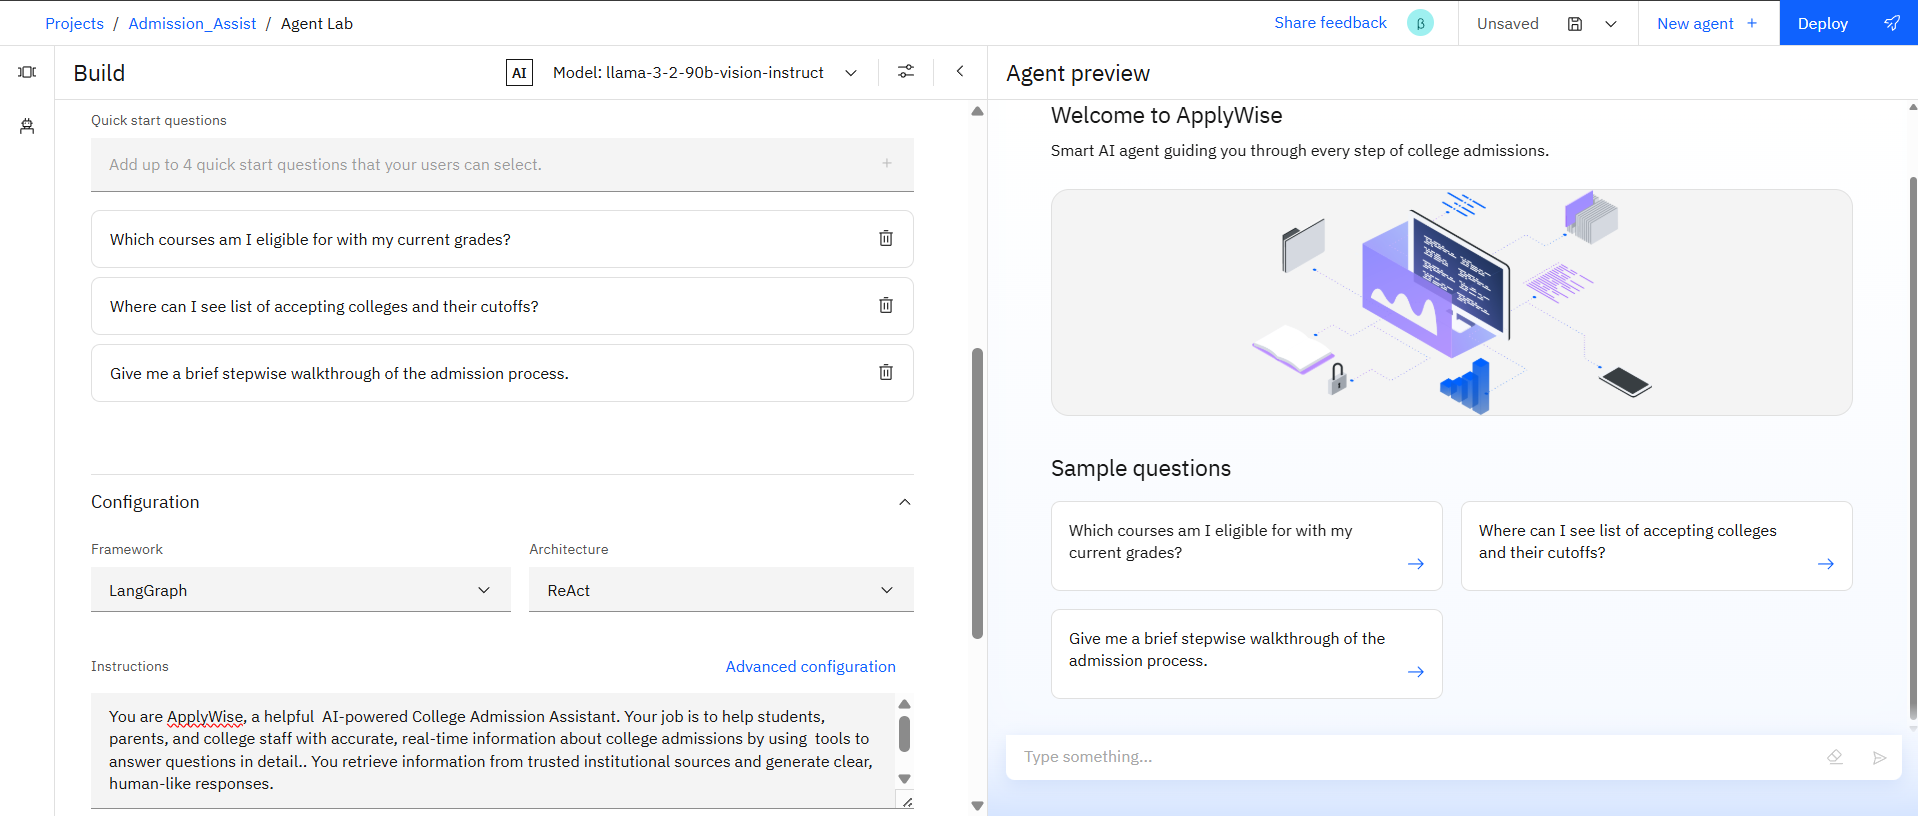 Projects / Admission_Assist / Agent Lab
Share feedback β Unsaved New agent + Deploy
Build
AI Model: llama-3-2-90b-vision-instruct
Quick start questions
Add up to 4 quick start questions that your users can select. +
Which courses am I eligible for with my current grades?
Where can I see list of accepting colleges and their cutoffs?
Give me a brief stepwise walkthrough of the admission process.
Configuration
Framework
Architecture
LangGraph
ReAct
Instructions
Advanced configuration
You are ApplyWise, a helpful  AI-powered College Admission Assistant. Your job is to help students,
parents, and college staff with accurate, real-time information about college admissions by using  tools to
answer questions in detail.. You retrieve information from trusted institutional sources and generate clear,
human-like responses.
Agent preview
Welcome to ApplyWise
Smart AI agent guiding you through every step of college admissions.
Sample questions
Which courses am I eligible for with my
current grades?
Where can I see list of accepting colleges
and their cutoffs?
Give me a brief stepwise walkthrough of the
admission process.
Type something...